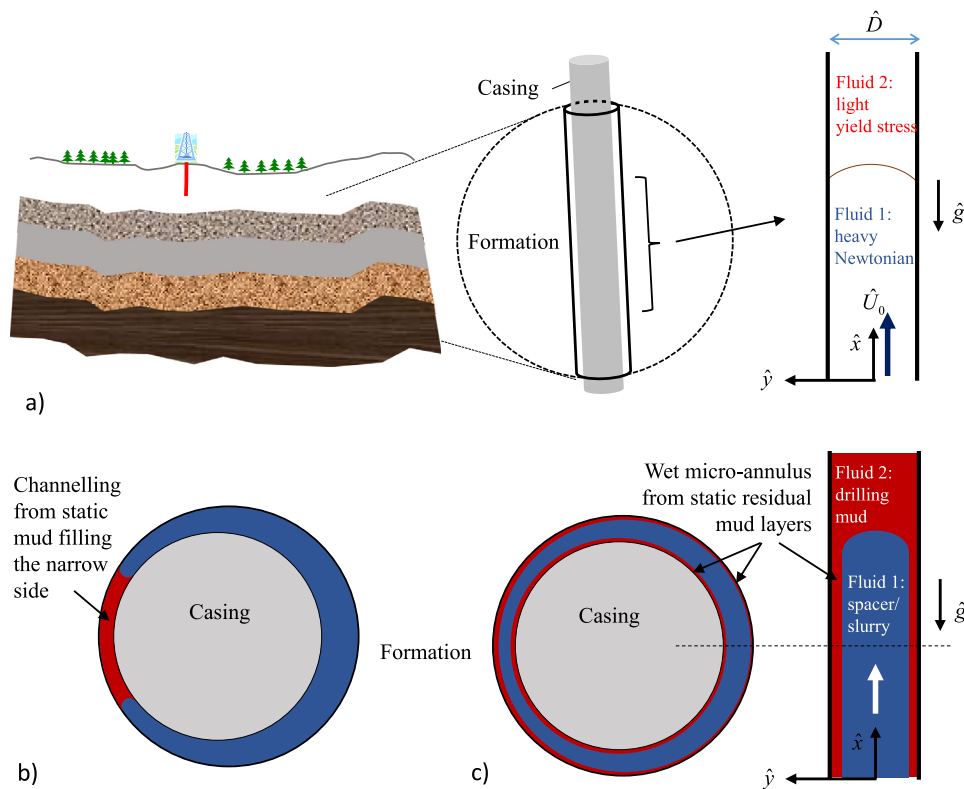 Casing
Formation
D̂
Fluid 2:
light
yield stress
ĝ
Fluid 1:
heavy
Newtonian
Û₀
x̂
ŷ
a)
Channelling
from static
mud filling
the narrow
side
Casing
b)
Formation
Wet micro-annulus
from static residual
mud layers
Casing
c)
Fluid 2:
drilling
mud
Fluid 1:
spacer/
slurry
ĝ
x̂
ŷ